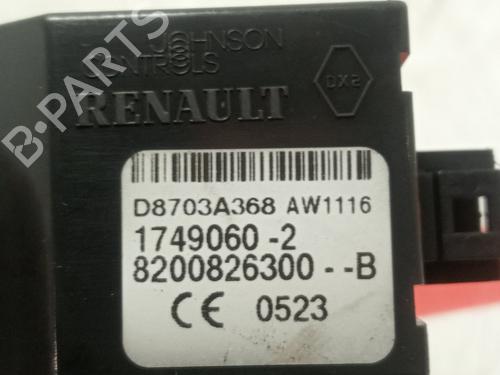 JOHNSON
CONTROLS
RENAULT
DX2
B-PARTS
D8703A368 AW1116
1749060 -2
8200826300 --B
CE 0523